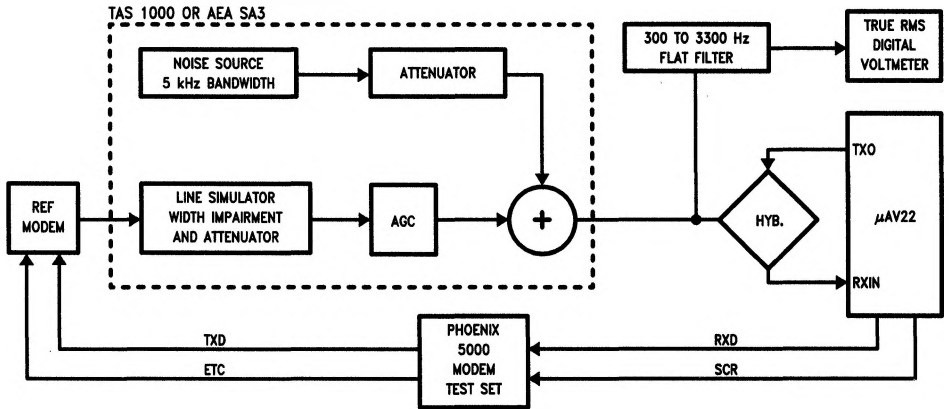 TAS 1000 OR AEA SA3
NOISE SOURCE
5 kHz BANDWIDTH
ATTENUATOR
300 TO 3300 Hz
FLAT FILTER
TRUE RMS
DIGITAL
VOLTMETER
REF
MODEM
LINE SIMULATOR
WIDTH IMPAIRMENT
AND ATTENUATOR
AGC
+
HYB.
TXO
μAV22
RXIN
TXD
ETC
PHOENIX
5000
MODEM
TEST SET
RXD
SCR